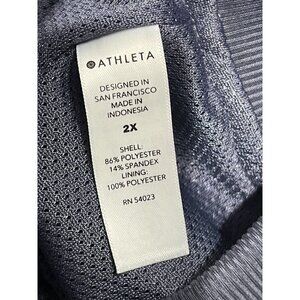 ATHLETA
DESIGNED IN
SAN FRANCISCO
MADE IN
INDONESIA
2X
SHELL:
86% POLYESTER
14% SPANDEX
LINING:
100% POLYESTER
RN 54023